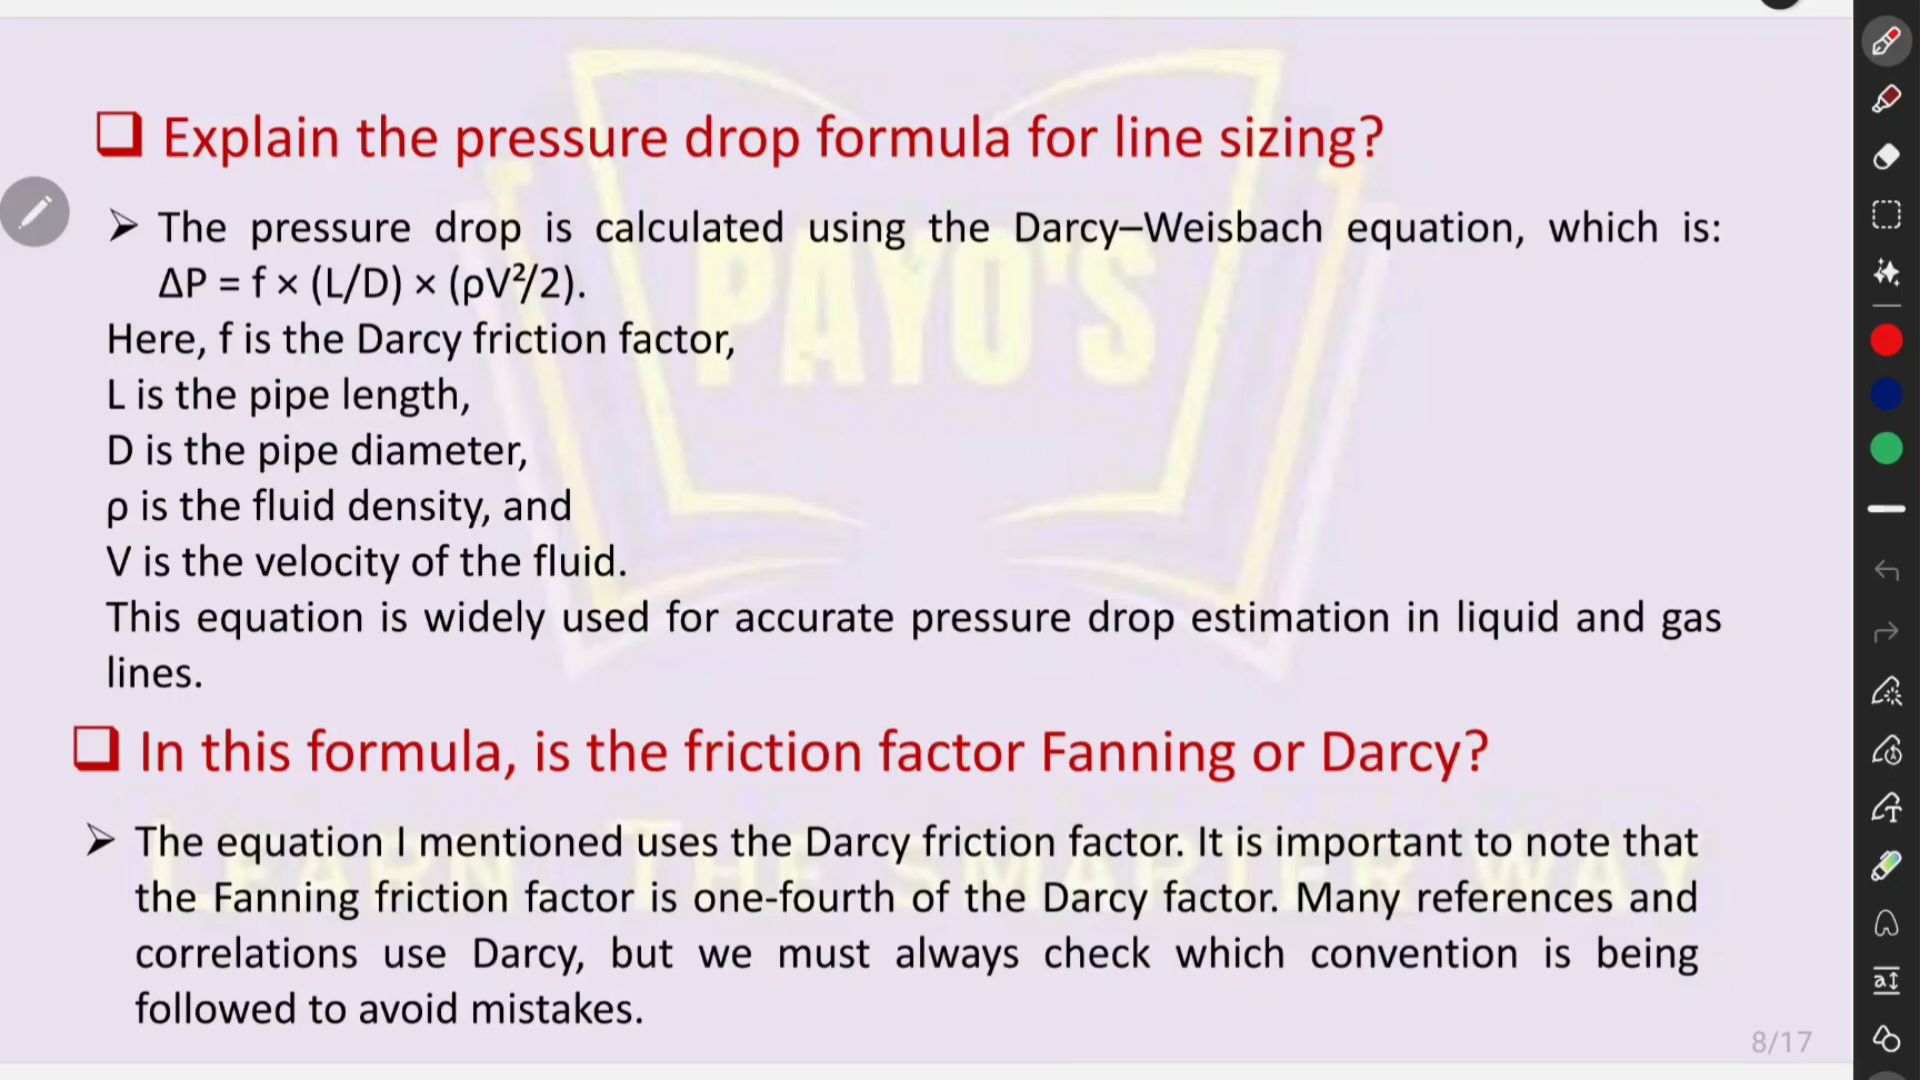 Explain the pressure drop formula for line sizing?
The pressure drop is calculated using the Darcy–Weisbach equation, which is:
ΔP = f × (L/D) × (ρV²/2).
Here, f is the Darcy friction factor,
L is the pipe length,
D is the pipe diameter,
ρ is the fluid density, and
V is the velocity of the fluid.
This equation is widely used for accurate pressure drop estimation in liquid and gas
lines.
PAYO'S
In this formula, is the friction factor Fanning or Darcy?
LEARN THE SMARTER WAY
The equation I mentioned uses the Darcy friction factor. It is important to note that
the Fanning friction factor is one-fourth of the Darcy factor. Many references and
correlations use Darcy, but we must always check which convention is being
followed to avoid mistakes.
8/17